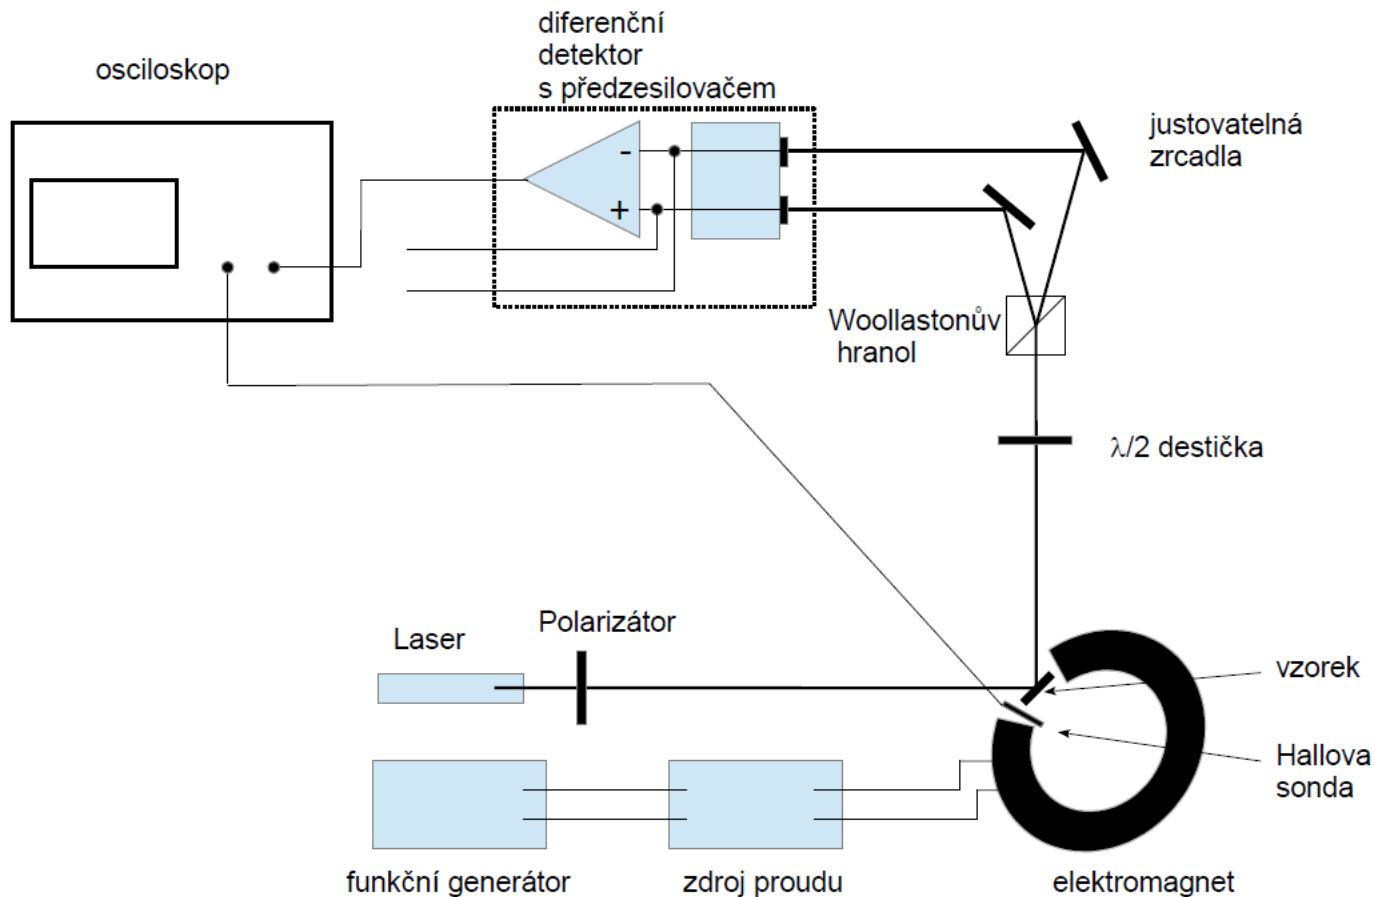 diferenční
detektor
s předzesilovačem
osciloskop
justovatelná
zrcadla
-
+
Woollastonův
hranol
λ/2 destička
Polarizátor
Laser
vzorek
Hallova
sonda
funkční generátor
zdroj proudu
elektromagnet